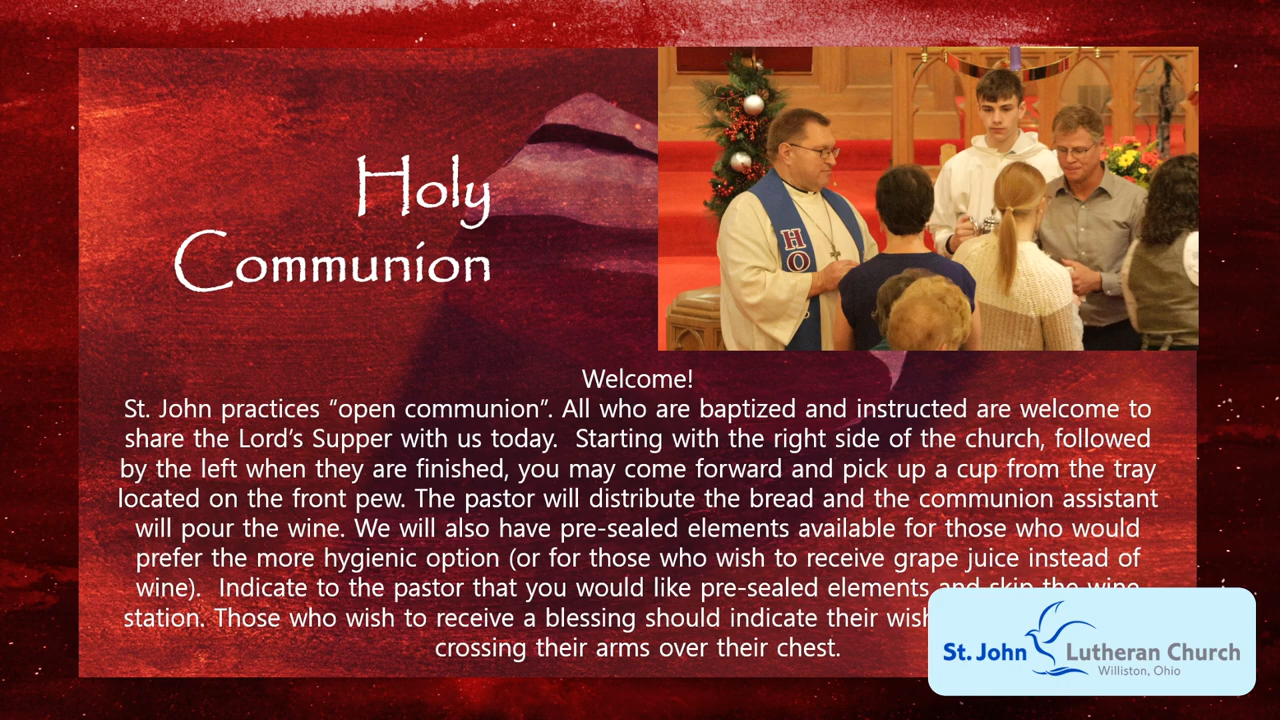 Holy
Communion
HO
Welcome!
St. John practices “open communion”. All who are baptized and instructed are welcome to
share the Lord’s Supper with us today.  Starting with the right side of the church, followed
by the left when they are finished, you may come forward and pick up a cup from the tray
located on the front pew. The pastor will distribute the bread and the communion assistant
will pour the wine. We will also have pre-sealed elements available for those who would
prefer the more hygienic option (or for those who wish to receive grape juice instead of
wine).  Indicate to the pastor that you would like pre-sealed elements and skip the wine
station. Those who wish to receive a blessing should indicate their
crossing their arms over their chest.
St. John Lutheran Church
Williston, Ohio